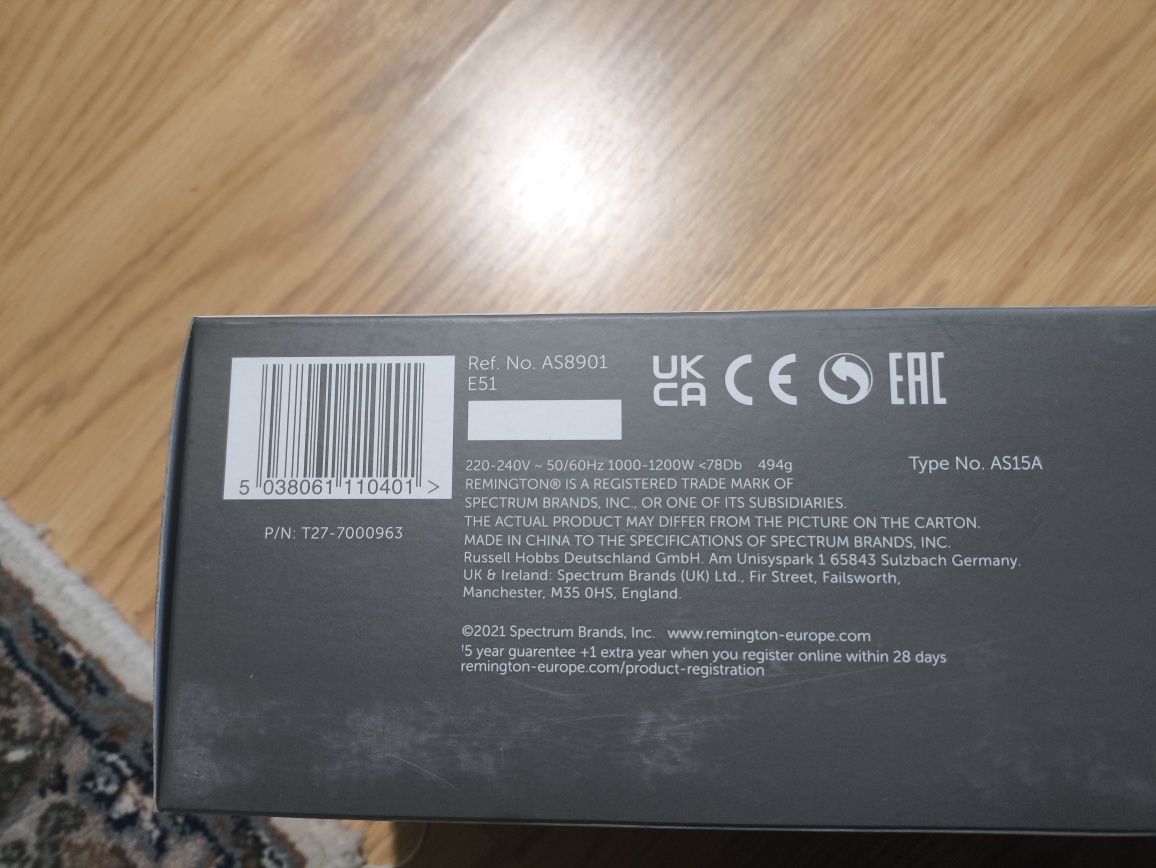 Ref. No. AS8901
E51
UK
CA
CE
EAC
5 038061 110401 >
P/N: T27-7000963
220-240V ~ 50/60Hz 1000-1200W <78Db 494g
Type No. AS15A
REMINGTON® IS A REGISTERED TRADE MARK OF
SPECTRUM BRANDS, INC., OR ONE OF ITS SUBSIDIARIES.
THE ACTUAL PRODUCT MAY DIFFER FROM THE PICTURE ON THE CARTON.
MADE IN CHINA TO THE SPECIFICATIONS OF SPECTRUM BRANDS, INC.
Russell Hobbs Deutschland GmbH. Am Unisyspark 1 65843 Sulzbach Germany.
UK & Ireland: Spectrum Brands (UK) Ltd., Fir Street, Failsworth,
Manchester, M35 0HS, England.
©2021 Spectrum Brands, Inc. www.remington-europe.com
¹5 year guarentee +1 extra year when you register online within 28 days
remington-europe.com/product-registration